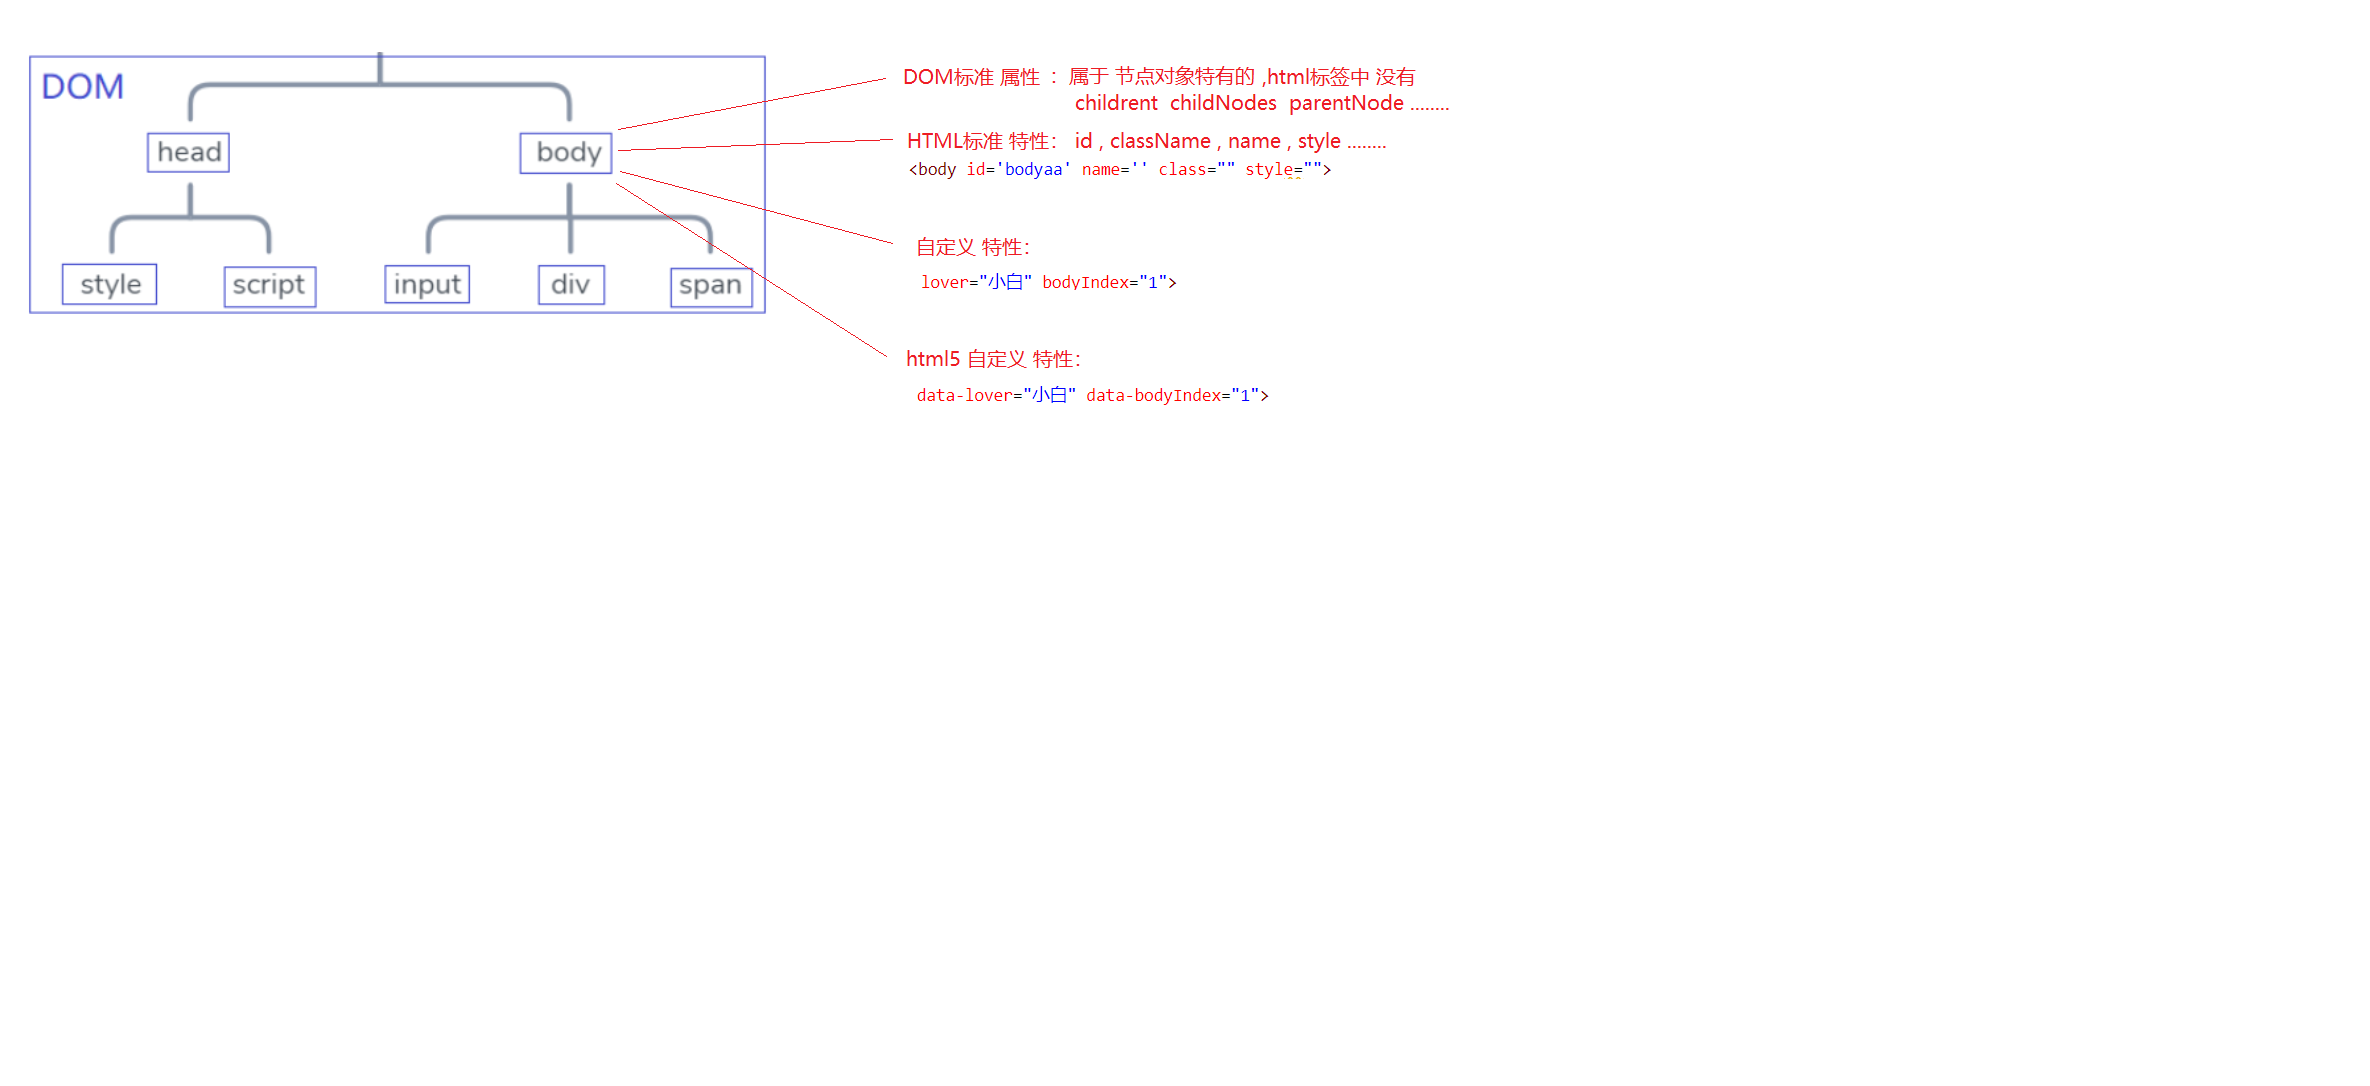 DOM
head
body
style
script
input
div
span
DOM标准 属性 ： 属于 节点对象特有的 ,html标签中 没有
childrent childNodes parentNode ........
HTML标准 特性： id , className , name , style ........
<body id='bodyaa' name='' class="" style="">
自定义 特性：
lover="小白" bodyIndex="1">
html5 自定义 特性：
data-lover="小白" data-bodyIndex="1">